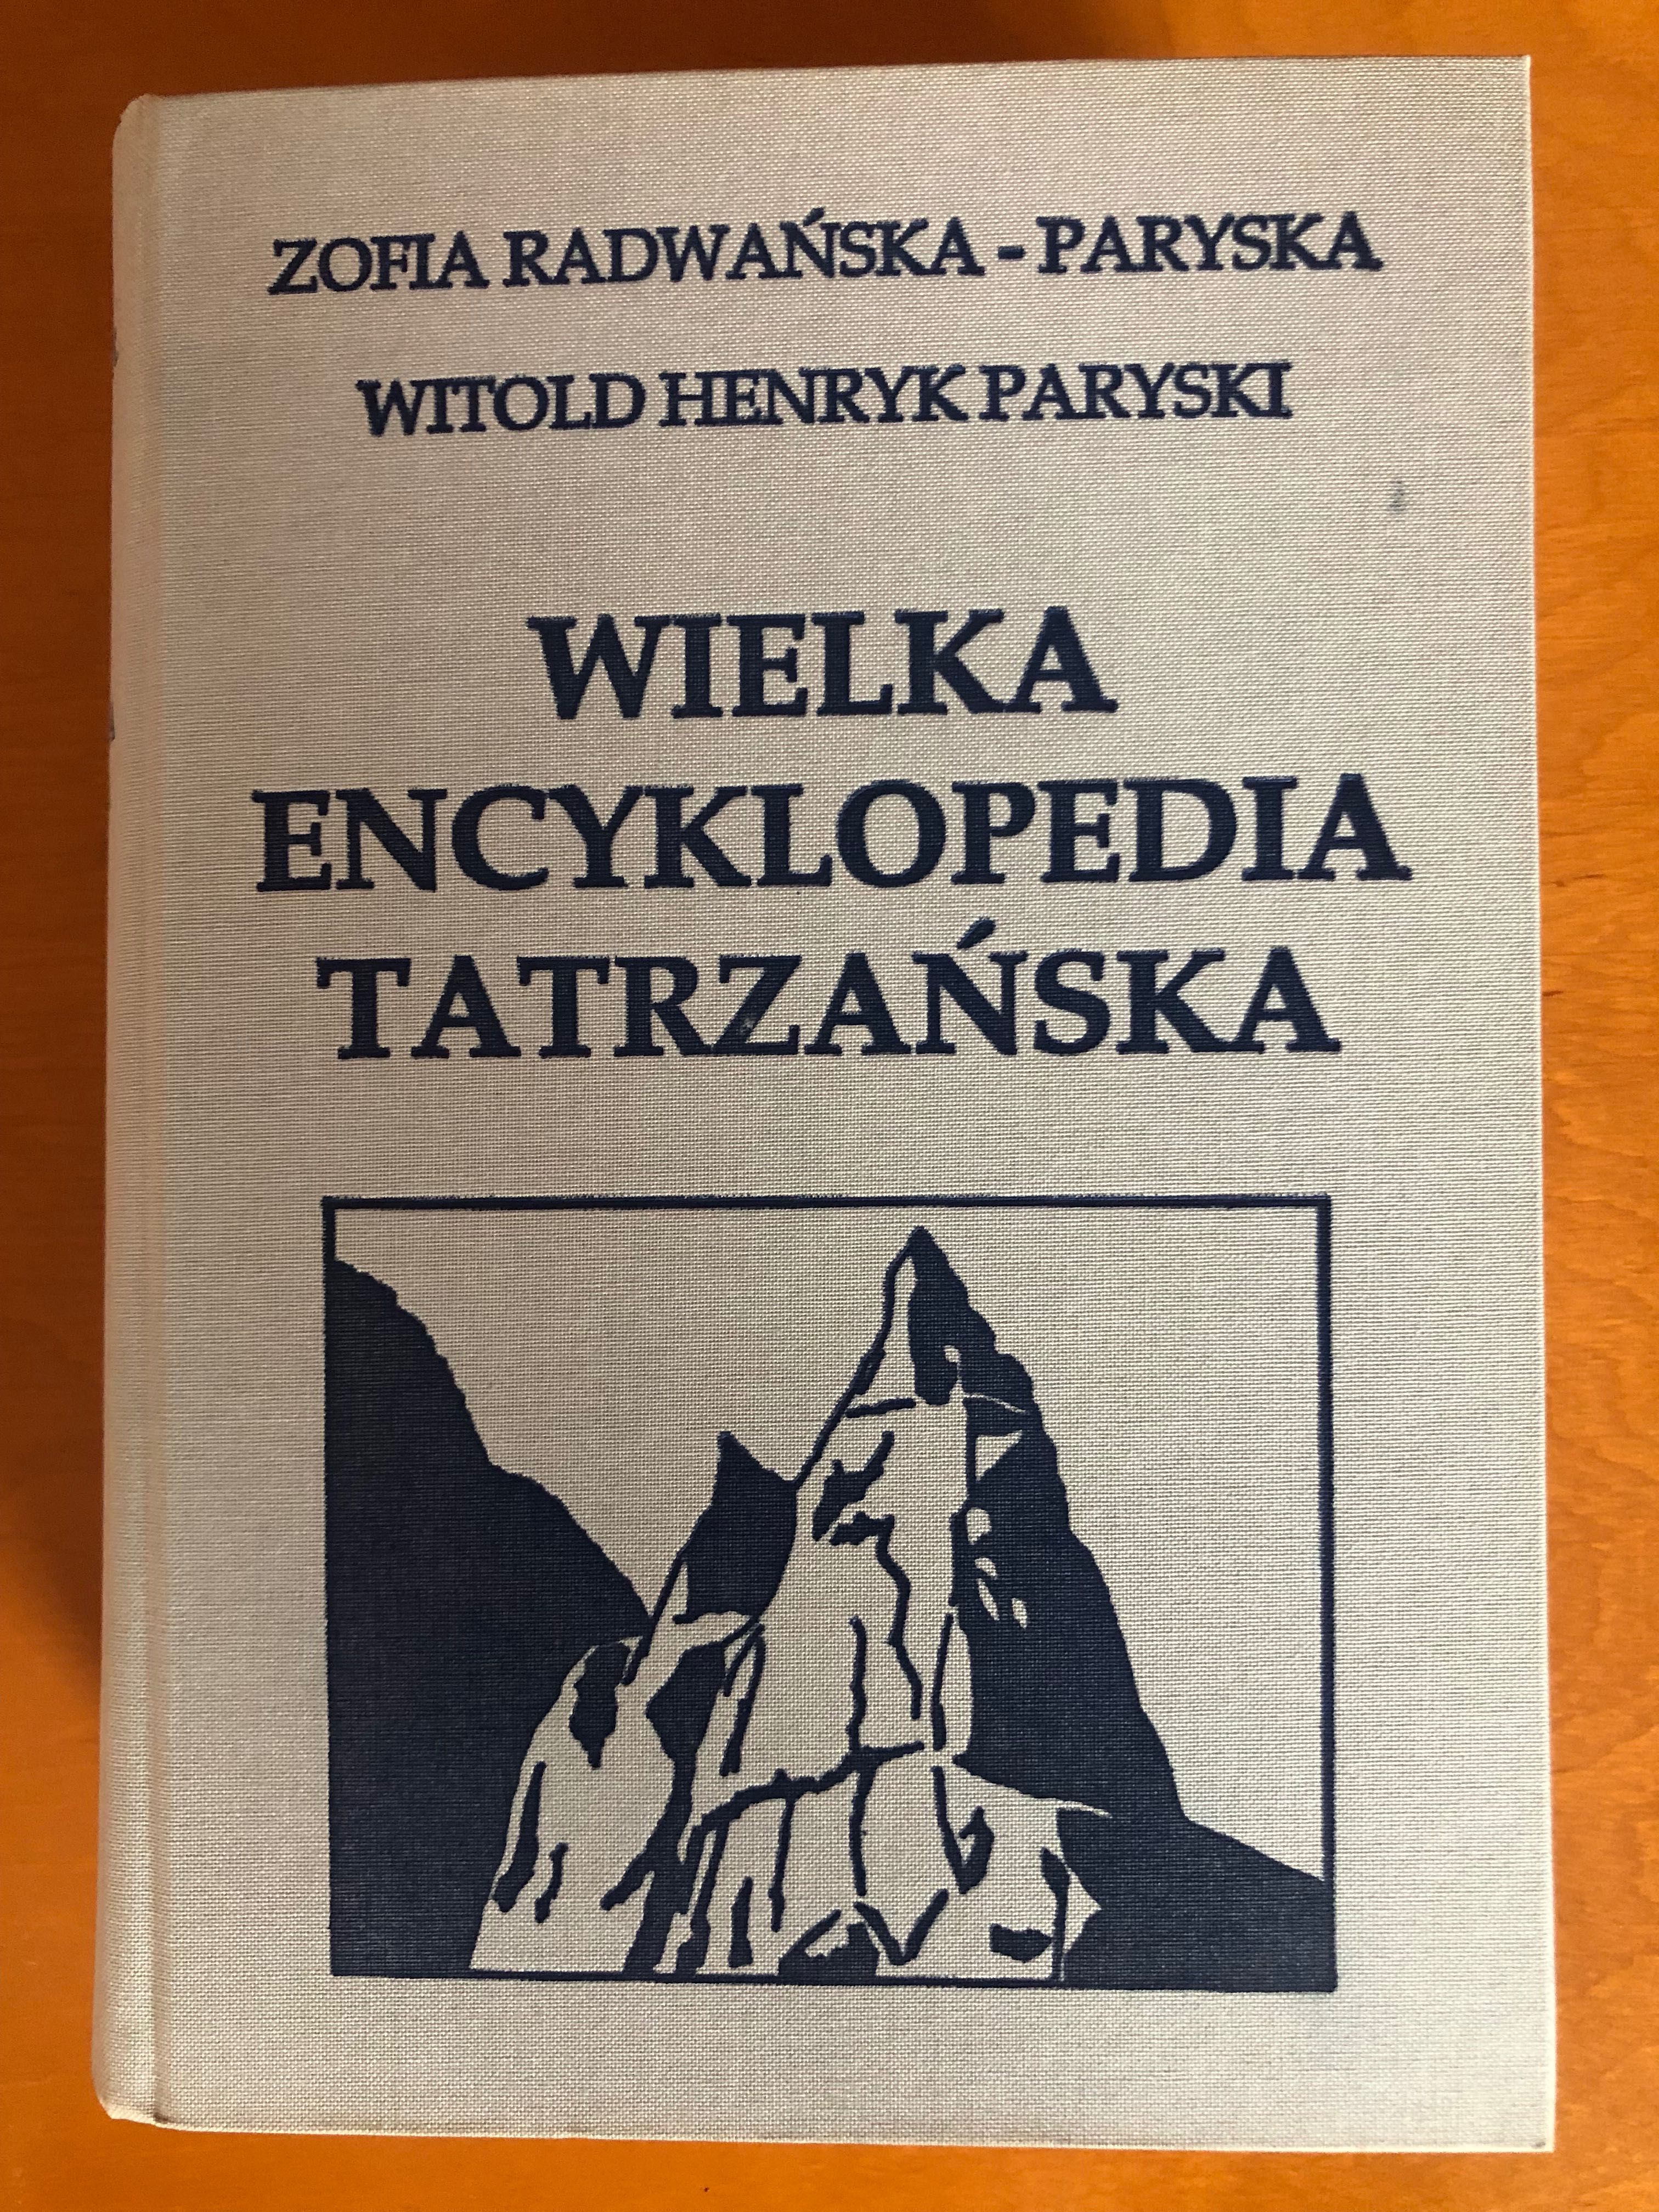 ZOFIA RADWAŃSKA - PARYSKA
WITOLD HENRYK PARYSKI
WIELKA
ENCYKLOPEDIA
TATRZAŃSKA